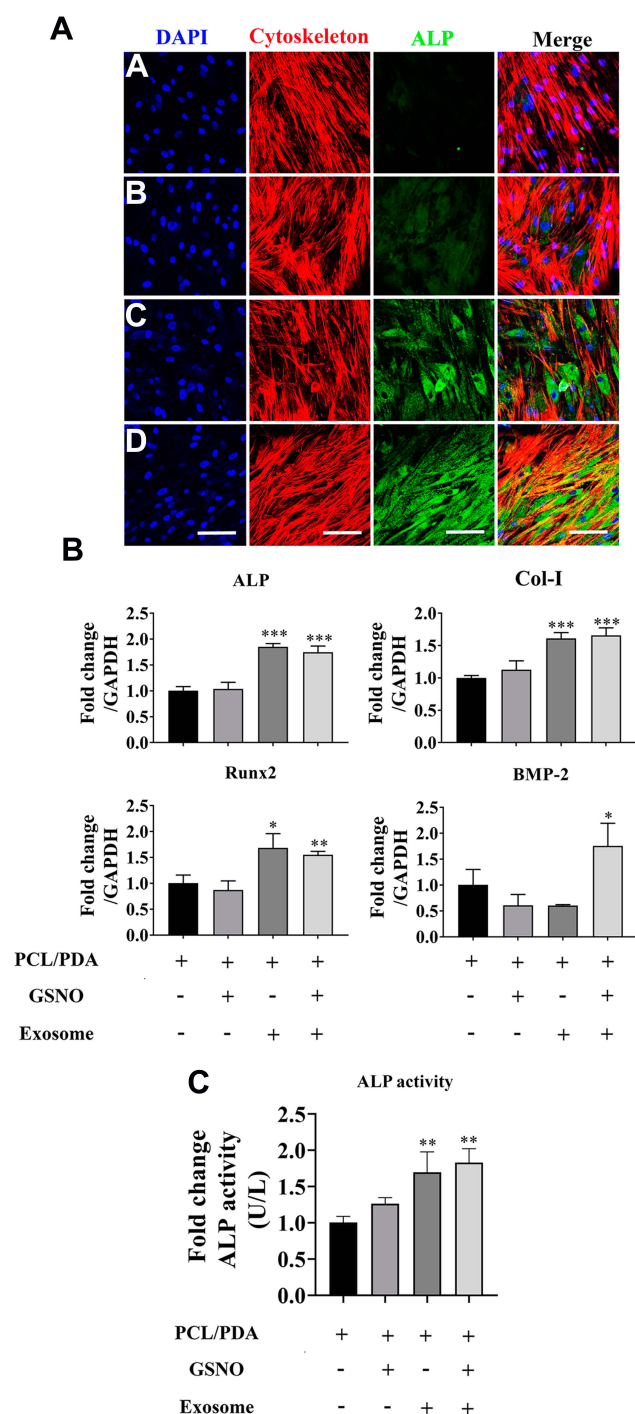 A
DAPI Cytoskeleton ALP Merge
A
B
C
D
B
ALP Col-I
Fold change
/GAPDH
2.5
2.0
1.5
1.0
0.5
0.0
*** ***
Fold change
/GAPDH
2.0
1.5
1.0
0.5
0.0
*** ***
Runx2 BMP-2
Fold change
/GAPDH
2.5
2.0
1.5
1.0
0.5
0.0
* **
Fold change
/GAPDH
2.5
2.0
1.5
1.0
0.5
0.0
*
PCL/PDA + + + + + + + +
GSNO - + - + - + - +
Exosome - - + + - - + +
C
ALP activity
Fold change
ALP activity
(U/L)
2.5
2.0
1.5
1.0
0.5
0.0
** **
PCL/PDA + + + +
GSNO - + - +
Exosome - - + +